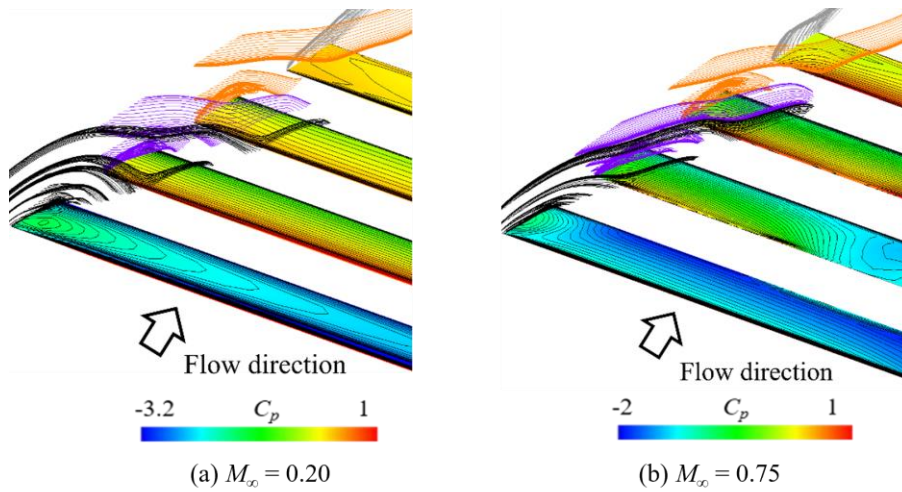 Flow direction
-3.2 Cp 1
(a) M∞ = 0.20
Flow direction
-2 Cp 1
(b) M∞ = 0.75